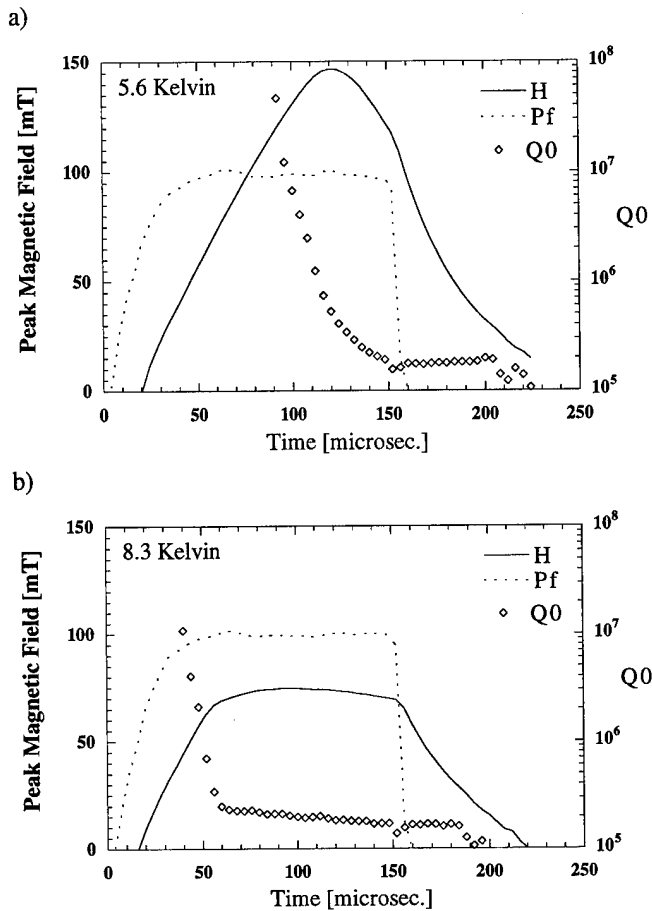 a)
5.6 Kelvin
H
Pf
Q0
Peak Magnetic Field [mT]
150
100
50
0
10^8
10^7
10^6
10^5
Q0
0 50 100 150 200 250
Time [microsec.]
b)
8.3 Kelvin
H
Pf
Q0
Peak Magnetic Field [mT]
150
100
50
0
10^8
10^7
10^6
10^5
Q0
0 50 100 150 200 250
Time [microsec.]